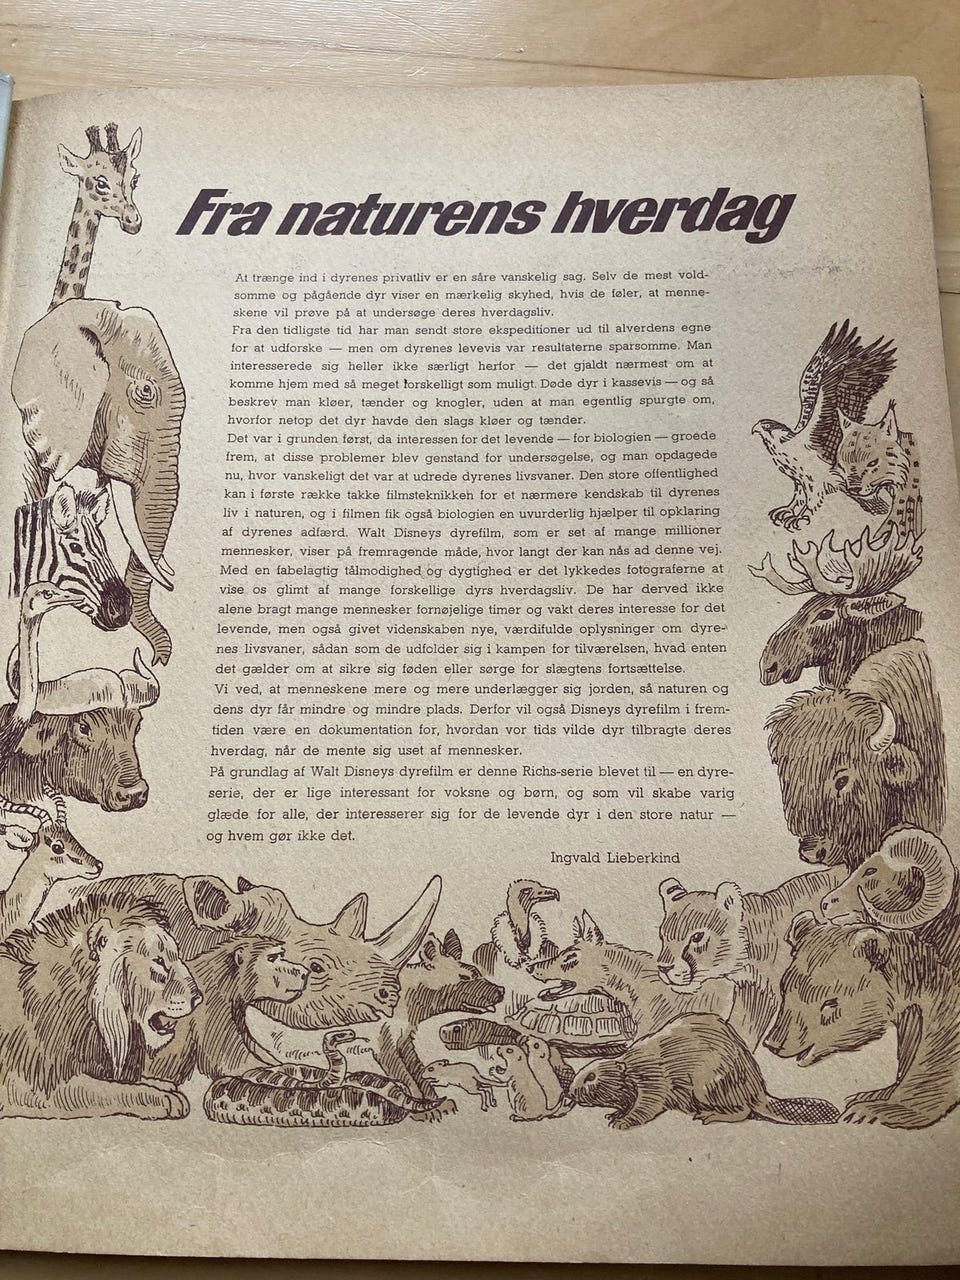 Fra naturens hverdag
At trænge ind i dyrenes privatliv er en såre vanskelig sag. Selv de mest vold-
somme og pågående dyr viser en mærkelig skyhed, hvis de føler, at menne-
skene vil prøve på at undersøge deres hverdagsliv.
Fra den tidligste tid har man sendt store ekspeditioner ud til alverdens egne
for at udforske — men om dyrenes levevis var resultaterne sparsomme. Man
interesserede sig heller ikke særligt herfor — det gjaldt nærmest om at
komme hjem med så meget forskelligt som muligt. Døde dyr i kassevis — og så
beskrev man kløer, tænder og knogler, uden at man egentlig spurgte om,
hvorfor netop det dyr havde den slags kløer og tænder.
Det var i grunden først, da interessen for det levende — for biologien — groede
frem, at disse problemer blev genstand for undersøgelse, og man opdagede
nu, hvor vanskeligt det var at udrede dyrenes livsvaner. Den store offentlighed
kan i første række takke filmsteknikken for et nærmere kendskab til dyrenes
liv i naturen, og i filmen fik også biologien en uvurderlig hjælper til opklaring
af dyrenes adfærd. Walt Disneys dyrefilm, som er set af mange millioner
mennesker, viser på fremragende måde, hvor langt der kan nås ad denne vej.
Med en fabelagtig tålmodighed og dygtighed er det lykkedes fotograferne at
vise os glimt af mange forskellige dyrs hverdagsliv. De har derved ikke
alene bragt mange mennesker fornøjelige timer og vakt deres interesse for det
levende, men også givet videnskaben nye, værdifulde oplysninger om dyre-
nes livsvaner, sådan som de udfolder sig i kampen for tilværelsen, hvad enten
det gælder om at sikre sig føden eller sørge for slægtens fortsættelse.
Vi ved, at menneskene mere og mere underlægger sig jorden, så naturen og
dens dyr får mindre og mindre plads. Derfor vil også Disneys dyrefilm i frem-
tiden være en dokumentation for, hvordan vor tids vilde dyr tilbragte deres
hverdag, når de mente sig uset af mennesker.
På grundlag af Walt Disneys dyrefilm er denne Richs-serie blevet til — en dyre-
serie, der er lige interessant for voksne og børn, og som vil skabe varig
glæde for alle, der interesserer sig for de levende dyr i den store natur —
og hvem gør ikke det.
Ingvald Lieberkind